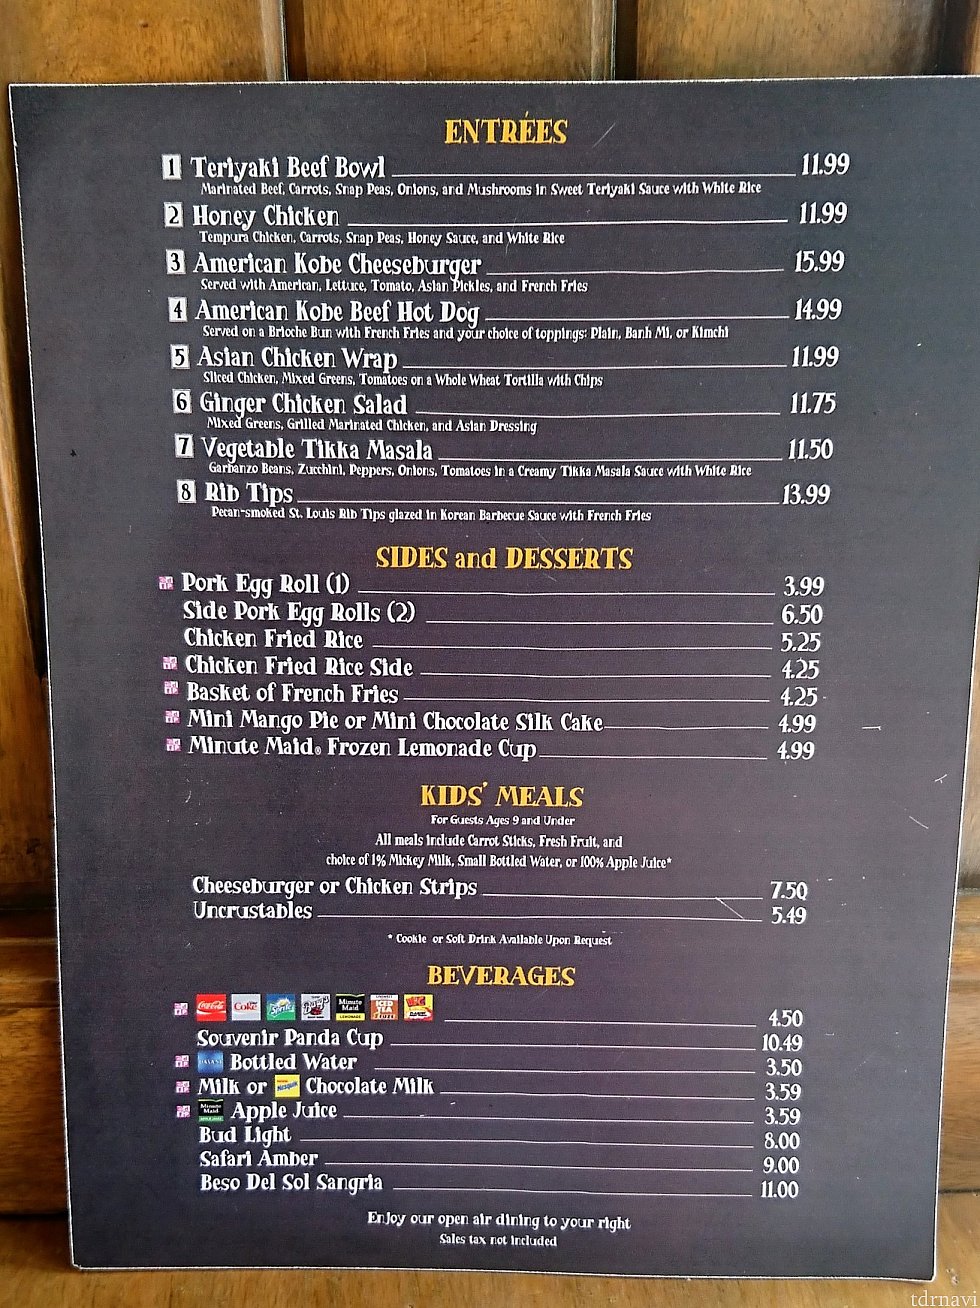 ENTRÉES
1 Teriyaki Beef Bowl 11.99
Marinated Beef, Carrots, Snap Peas, Onions, and Mushrooms in Sweet Teriyaki Sauce with White Rice
2 Honey Chicken 11.99
Tempura Chicken, Carrots, Snap Peas, Honey Sauce, and White Rice
3 American Kobe Cheeseburger 15.99
Served with American, Lettuce, Tomato, Asian Pickles, and French Fries
4 American Kobe Beef Hot Dog 14.99
Served on a Brioche Bun with French Fries and your choice of toppings: Plain, Banh Mi, or Kimchi
5 Asian Chicken Wrap 11.99
Sliced Chicken, Mixed Greens, Tomatoes on a Whole Wheat Tortilla with Chips
6 Ginger Chicken Salad 11.75
Mixed Greens, Grilled Marinated Chicken, and Asian Dressing
7 Vegetable Tikka Masala 11.50
Garbanzo Beans, Zucchini, Peppers, Onions, Tomatoes in a Creamy Tikka Masala Sauce with White Rice
8 Rib Tips 13.99
Pecan-smoked St. Louis Rib Tips glazed in Korean Barbecue Sauce with French Fries
SIDES and DESSERTS
Pork Egg Roll (1) 3.99
Side Pork Egg Rolls (2) 6.50
Chicken Fried Rice 5.25
Chicken Fried Rice Side 4.25
Basket of French Fries 4.25
Mini Mango Pie or Mini Chocolate Silk Cake 4.99
Minute Maid® Frozen Lemonade Cup 4.99
KIDS' MEALS
For Guests Ages 9 and Under
All meals include Carrot Sticks, Fresh Fruit, and
choice of 1% Mickey Milk, Small Bottled Water, or 100% Apple Juice*
Cheeseburger or Chicken Strips 7.50
Uncrustables 5.49
* Cookie or Soft Drink Available Upon Request
BEVERAGES
Coca-Cola Coke Sprite Barq's Minute Maid LEMONADE 4.50
Souvenir Panda Cup 10.49
DASANI Bottled Water 3.50
Milk or Nesquik Chocolate Milk 3.59
Minute Maid Apple Juice 3.59
Bud Light 8.00
Safari Amber 9.00
Beso Del Sol Sangria 11.00
Enjoy our open air dining to your right
Sales tax not included
tdrnavi